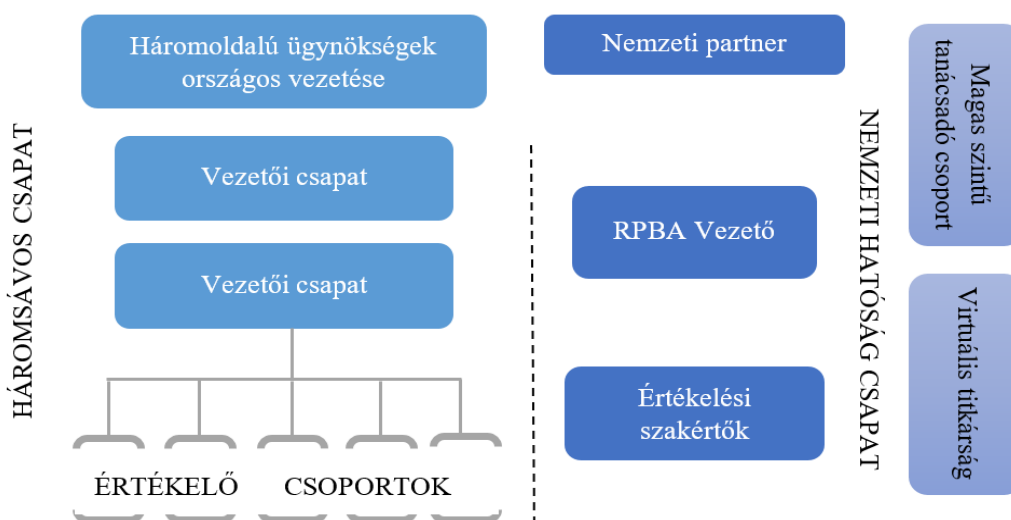 HÁROMSÁVOS CSAPAT
Háromoldalú ügynökségek
országos vezetése
Vezetői csapat
Vezetői csapat
ÉRTÉKELŐ CSOPORTOK
Nemzeti partner
RPBA Vezető
Értékelési
szakértők
NEMZETI HATÓSÁG CSAPAT
Magas szintű
tanácsadó csoport
Virtuális titkárság